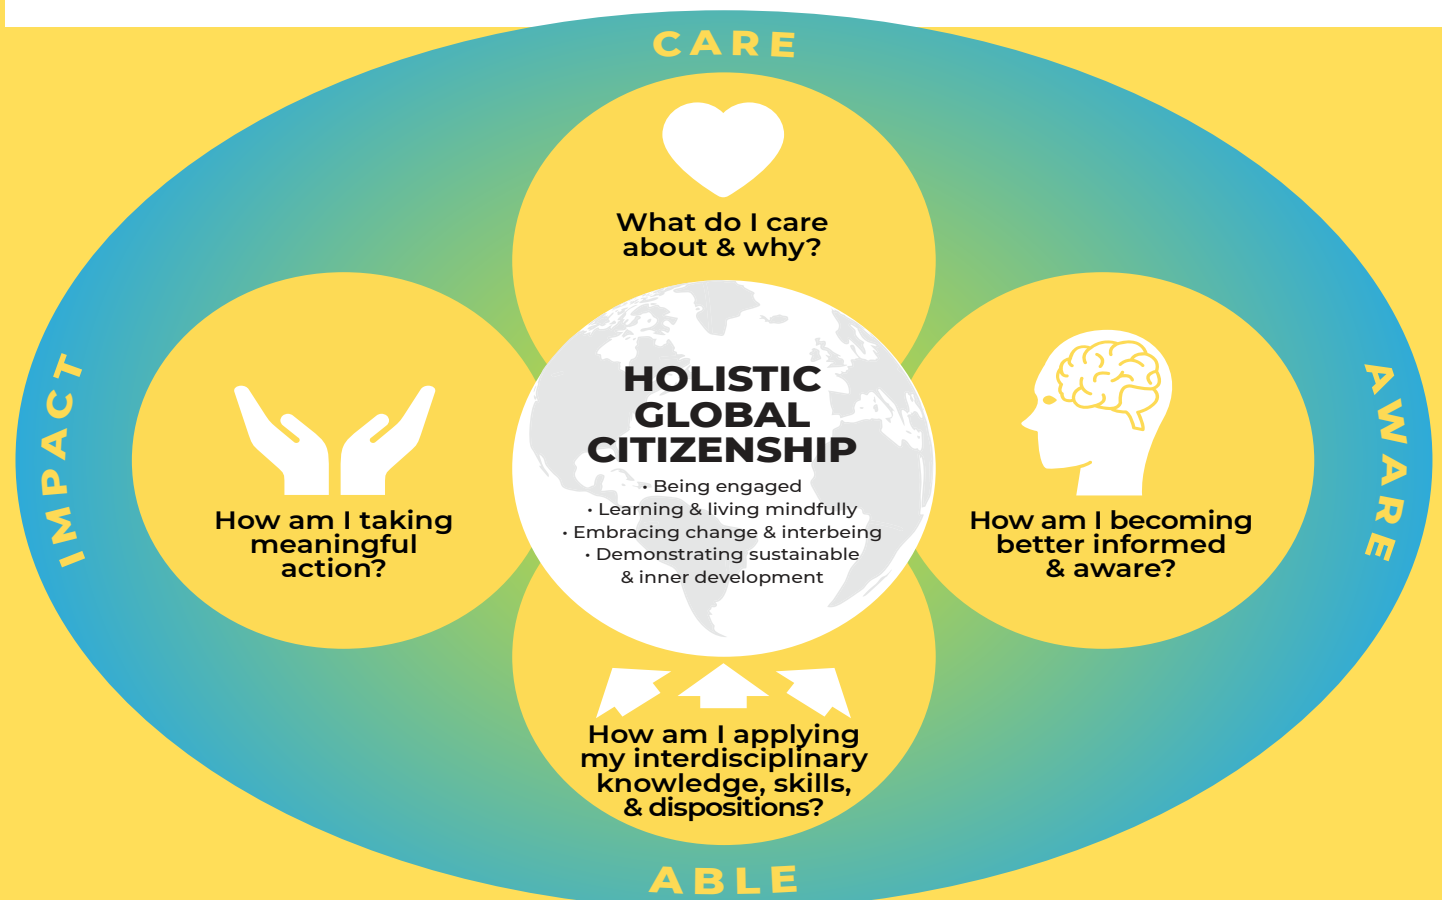 CARE
What do I care
about & why?
IMPACT
How am I taking
meaningful
action?
HOLISTIC
GLOBAL
CITIZENSHIP
• Being engaged
• Learning & living mindfully
• Embracing change & interbeing
• Demonstrating sustainable
& inner development
How am I becoming
better informed
& aware?
AWARE
How am I applying
my interdisciplinary
knowledge, skills,
& dispositions?
ABLE